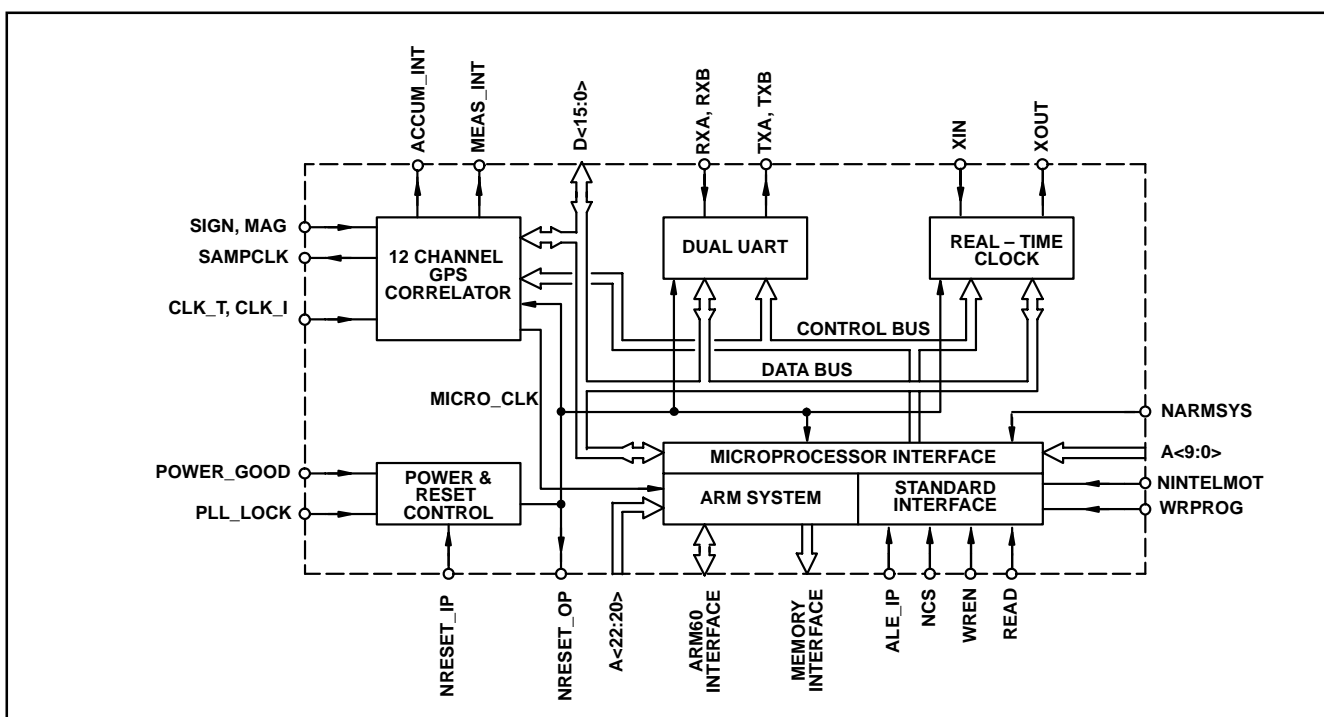 ACCUM_INT
MEAS_INT
D<15:0>
RXA, RXB
TXA, TXB
XIN
XOUT
SIGN, MAG
SAMPCLK
CLK_T, CLK_I
12 CHANNEL
GPS
CORRELATOR
DUAL UART
REAL – TIME
CLOCK
CONTROL BUS
DATA BUS
MICRO_CLK
NARMSYS
POWER_GOOD
PLL_LOCK
POWER &
RESET
CONTROL
MICROPROCESSOR INTERFACE
ARM SYSTEM
STANDARD
INTERFACE
A<9:0>
NINTELMOT
WRPROG
NRESET_IP
NRESET_OP
A<22:20>
ARM60
INTERFACE
MEMORY
INTERFACE
ALE_IP
NCS
WREN
READ